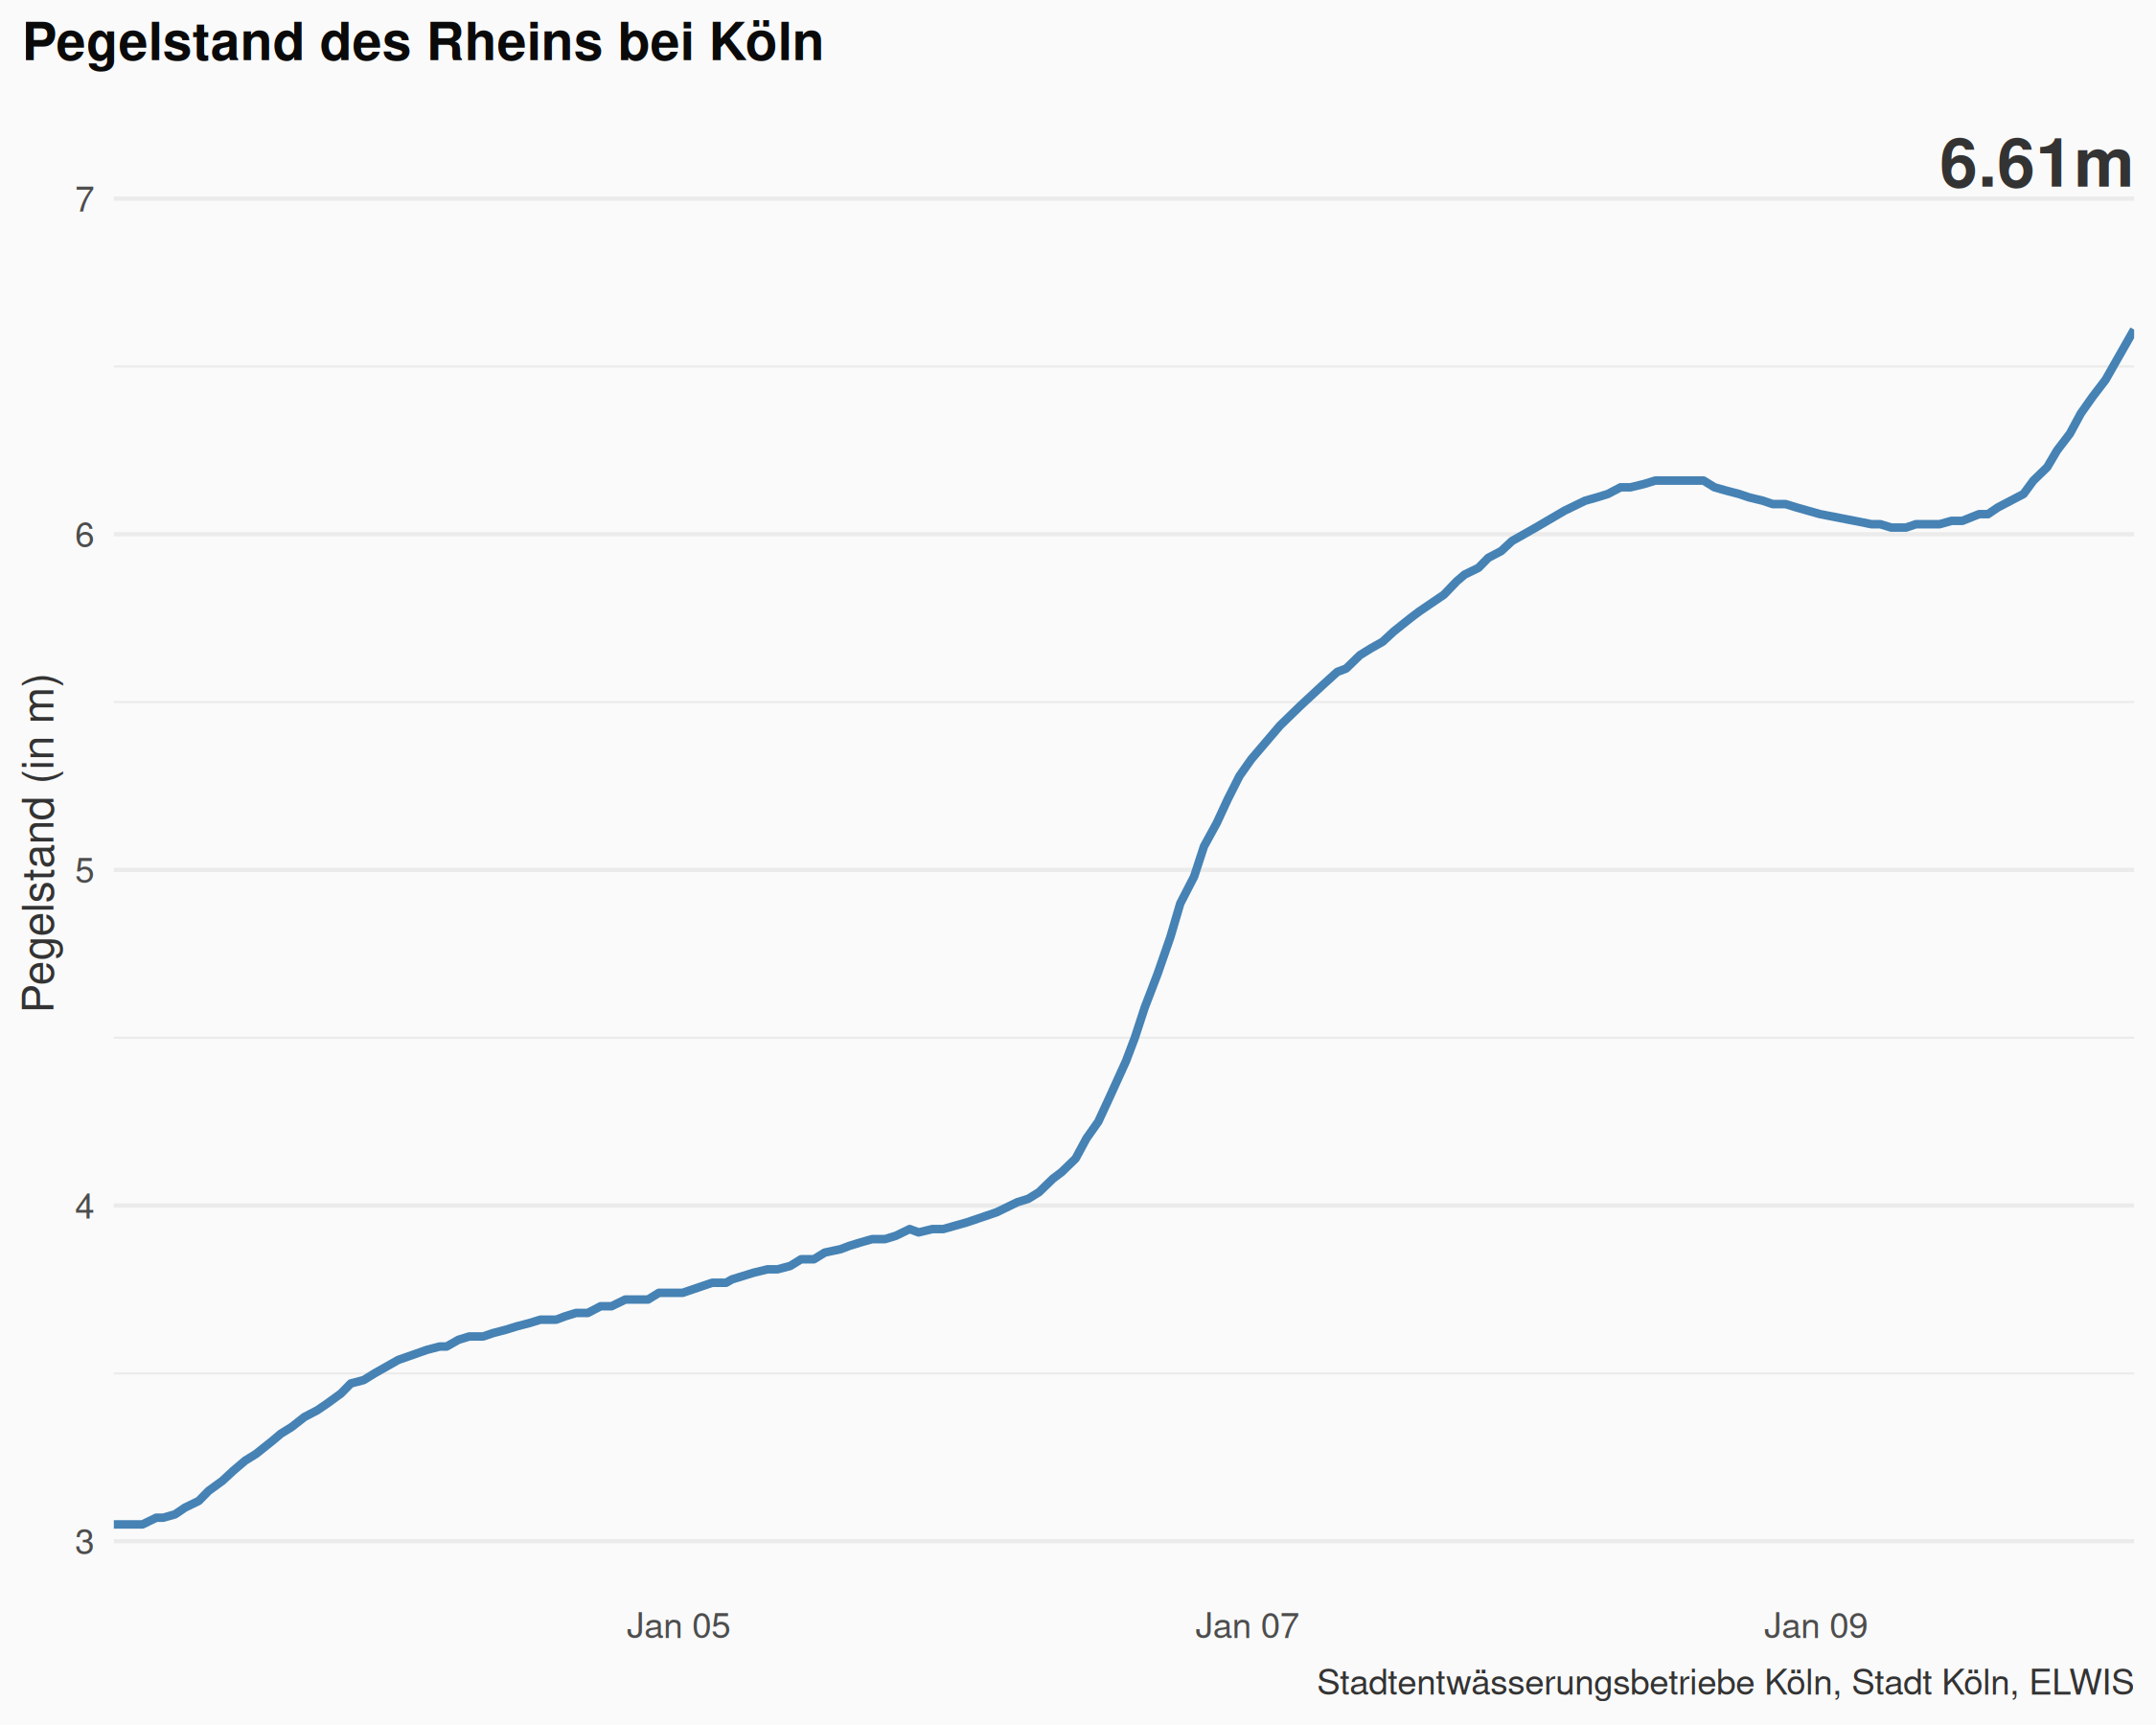 Pegelstand des Rheins bei Köln
6.61m
7
6
5
4
3
Pegelstand (in m)
Jan 05 Jan 07 Jan 09
Stadtentwässerungsbetriebe Köln, Stadt Köln, ELWIS